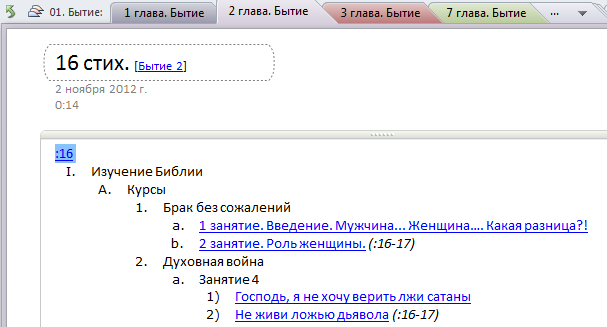 01. Бытие:
1 глава. Бытие
2 глава. Бытие
3 глава. Бытие
7 глава. Бытие
...
16 стих. [Бытие 2]
2 ноября 2012 г.
0:14
:16
I. Изучение Библии
A. Курсы
1. Брак без сожалений
a. 1 занятие. Введение. Мужчина... Женщина.... Какая разница?!
b. 2 занятие. Роль женщины. (:16-17)
2. Духовная война
a. Занятие 4
1) Господь, я не хочу верить лжи сатаны
2) Не живи ложью дьявола (:16-17)